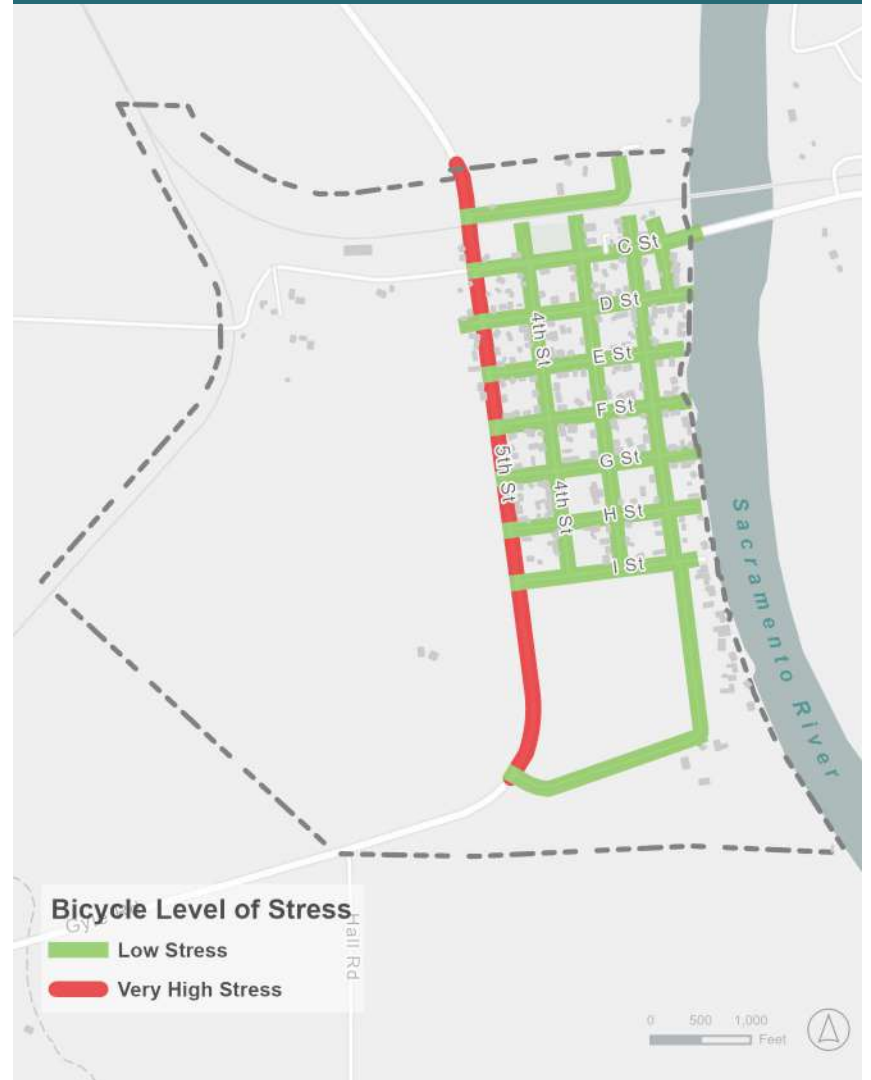 C St
D St
4th St
E St
F St
5th St
G St
4th St
H St
I St
Sacramento River
Bicycle Level of Stress
Hall Rd
Low Stress
Very High Stress
0 500 1,000
Feet